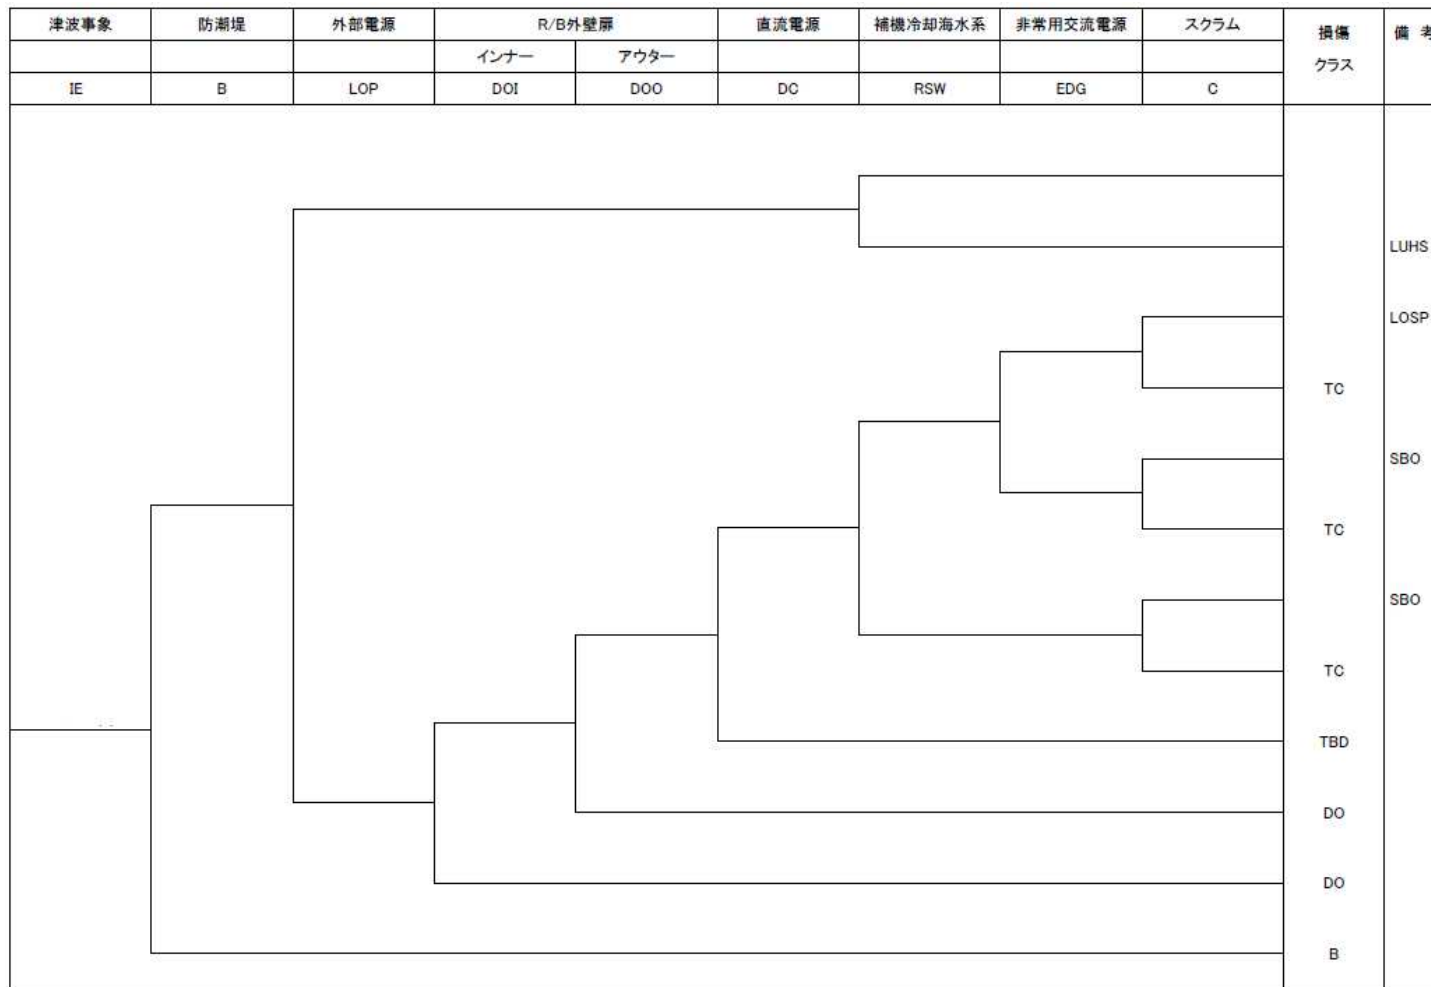 津波事象 防潮堤 外部電源 R/B外壁扉 直流電源 補機冷却海水系 非常用交流電源 スクラム 損傷 備 考
インナー アウター クラス
IE B LOP DOI DOO DC RSW EDG C
LUHS
LOSP
TC
SBO
TC
SBO
TC
TBD
DO
DO
B